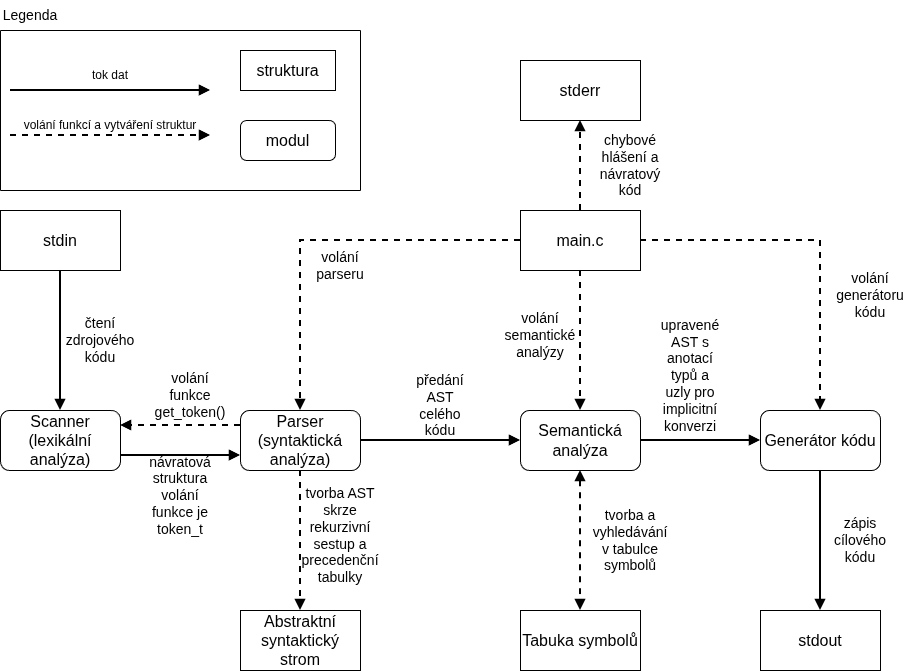 Legenda
tok dat
struktura
volání funkcí a vytváření struktur
modul
stderr
chybové
hlášení a
návratový
kód
stdin
main.c
volání
parseru
volání
generátoru
kódu
čtení
zdrojového
kódu
volání
semantické
analýzy
upravené
AST s
anotací
typů a
uzly pro
implicitní
konverzi
volání
funkce
get_token()
předání
AST
celého
kódu
Scanner
(lexikální
analýza)
Parser
(syntaktická
analýza)
Semantická
analýza
Generátor kódu
návratová
struktura
volání
funkce je
token_t
tvorba AST
skrze
rekurzivní
sestup a
precedenční
tabulky
tvorba a
vyhledávání
v tabulce
symbolů
zápis
cílového
kódu
Abstraktní
syntaktický
strom
Tabuka symbolů
stdout